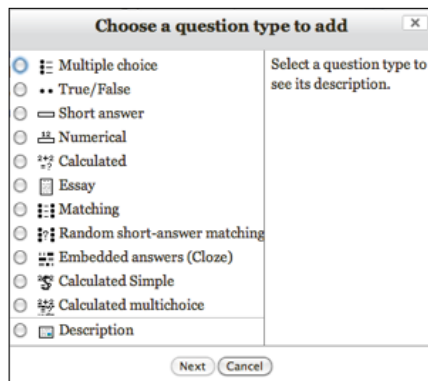 Choose a question type to add
Multiple choice
True/False
Short answer
Numerical
Calculated
Essay
Matching
Random short-answer matching
Embedded answers (Cloze)
Calculated Simple
Calculated multichoice
Description
Select a question type to
see its description.
Next Cancel